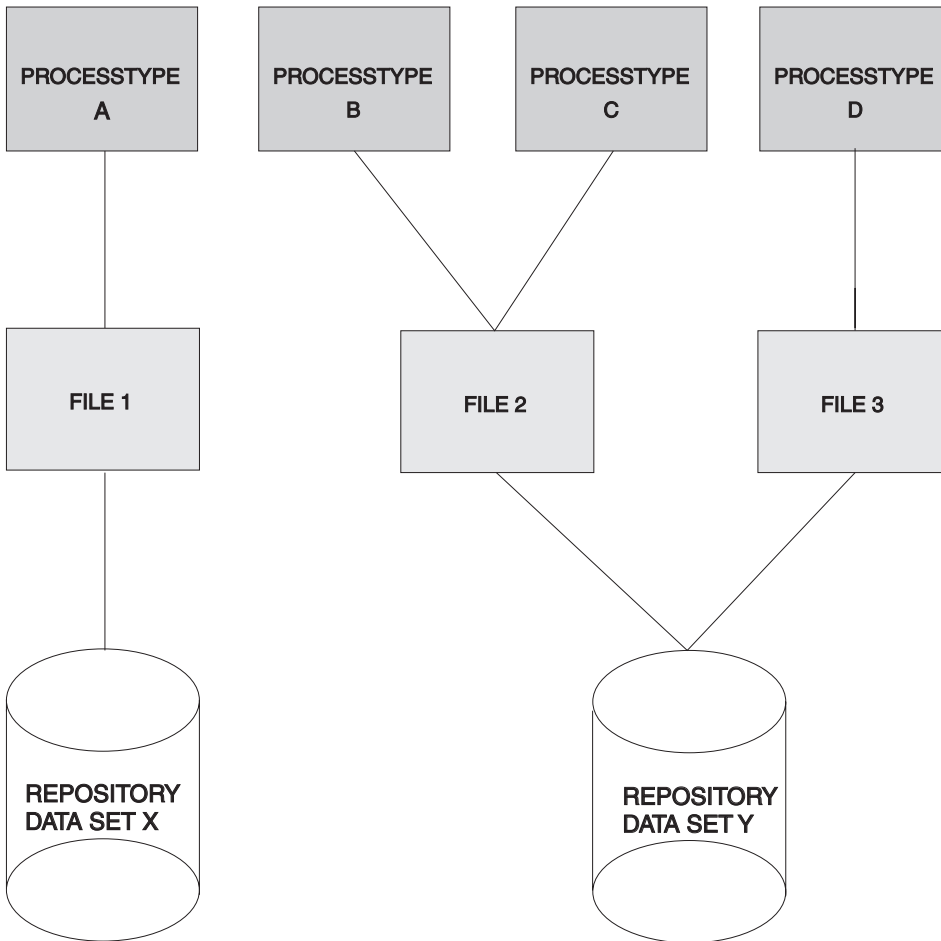 PROCESSTYPE
A
PROCESSTYPE
B
PROCESSTYPE
C
PROCESSTYPE
D
FILE 1
FILE 2
FILE 3
REPOSITORY
DATA SET X
REPOSITORY
DATA SET Y